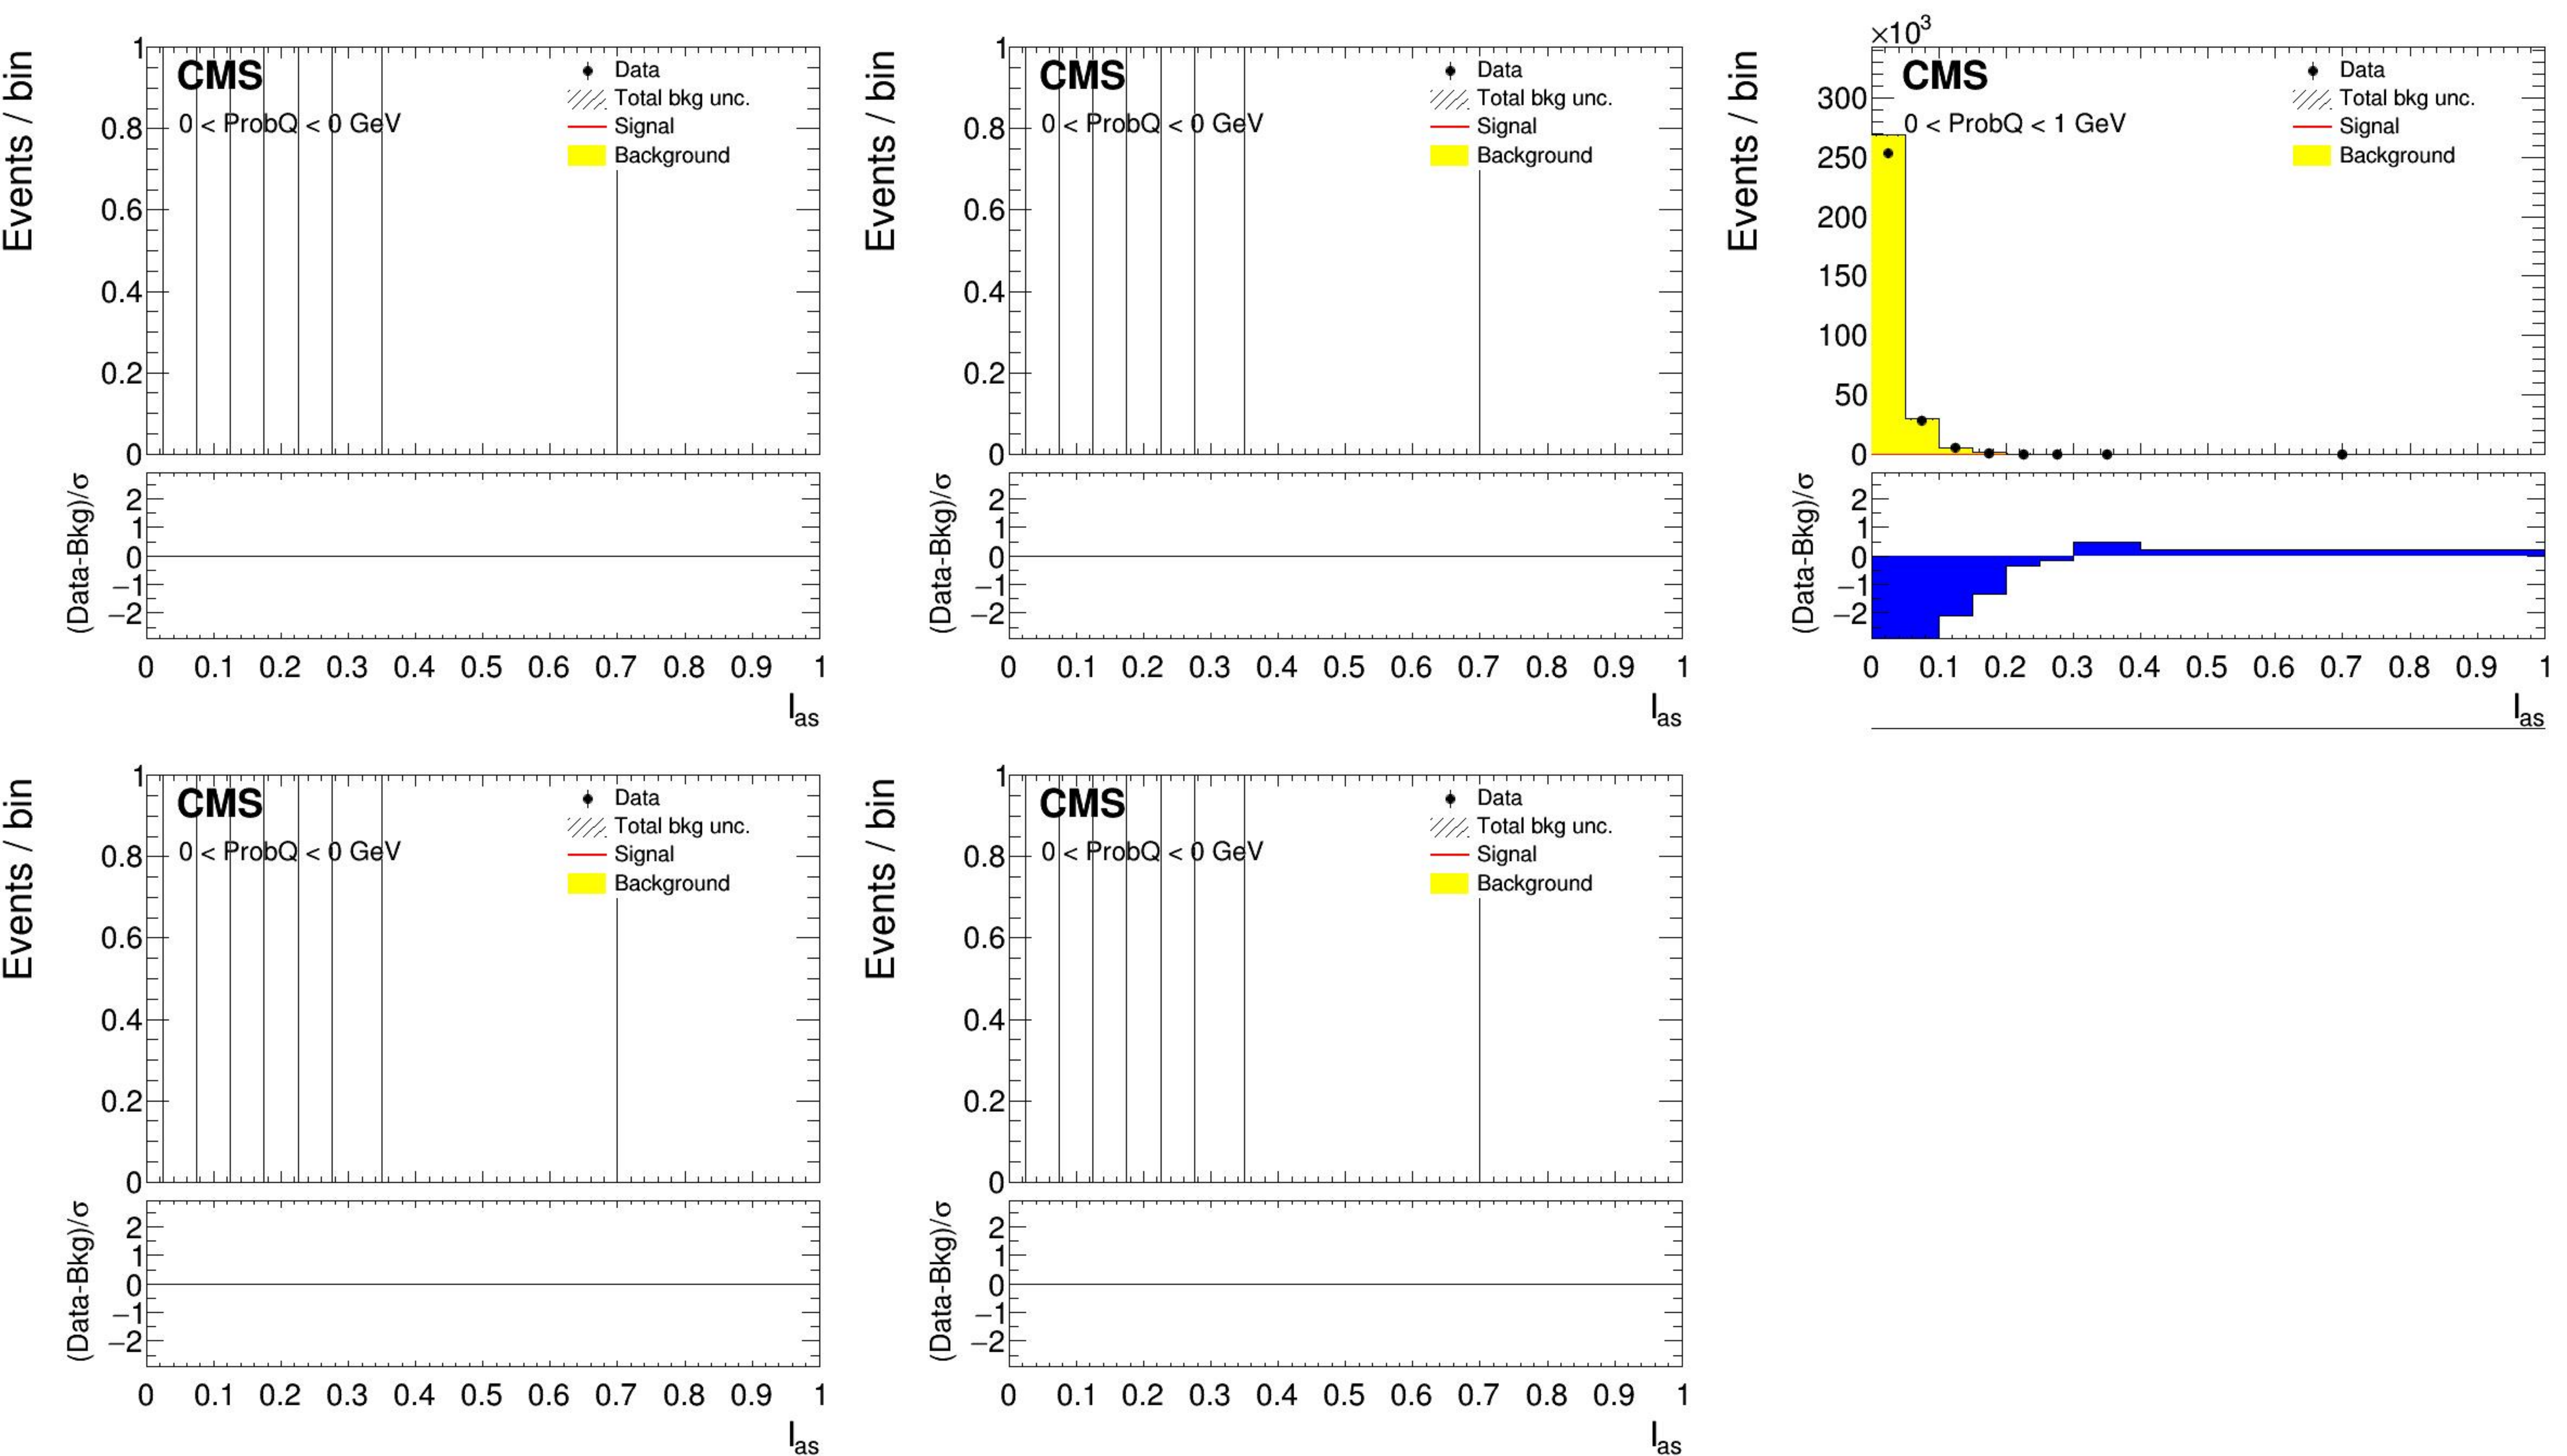 1
CMS
0 < ProbQ < 0 GeV
Data
Total bkg unc.
Signal
Background
Events / bin
0.8
0.6
0.4
0.2
0
(Data-Bkg)/σ
2
1
0
−1
−2
0 0.1 0.2 0.3 0.4 0.5 0.6 0.7 0.8 0.9 1
Ias
1
CMS
0 < ProbQ < 0 GeV
Data
Total bkg unc.
Signal
Background
Events / bin
0.8
0.6
0.4
0.2
0
(Data-Bkg)/σ
2
1
0
−1
−2
0 0.1 0.2 0.3 0.4 0.5 0.6 0.7 0.8 0.9 1
Ias
×10³
CMS
0 < ProbQ < 1 GeV
Data
Total bkg unc.
Signal
Background
Events / bin
300
250
200
150
100
50
0
(Data-Bkg)/σ
2
1
0
−1
−2
0 0.1 0.2 0.3 0.4 0.5 0.6 0.7 0.8 0.9 1
Ias
1
CMS
0 < ProbQ < 0 GeV
Data
Total bkg unc.
Signal
Background
Events / bin
0.8
0.6
0.4
0.2
0
(Data-Bkg)/σ
2
1
0
−1
−2
0 0.1 0.2 0.3 0.4 0.5 0.6 0.7 0.8 0.9 1
Ias
1
CMS
0 < ProbQ < 0 GeV
Data
Total bkg unc.
Signal
Background
Events / bin
0.8
0.6
0.4
0.2
0
(Data-Bkg)/σ
2
1
0
−1
−2
0 0.1 0.2 0.3 0.4 0.5 0.6 0.7 0.8 0.9 1
Ias